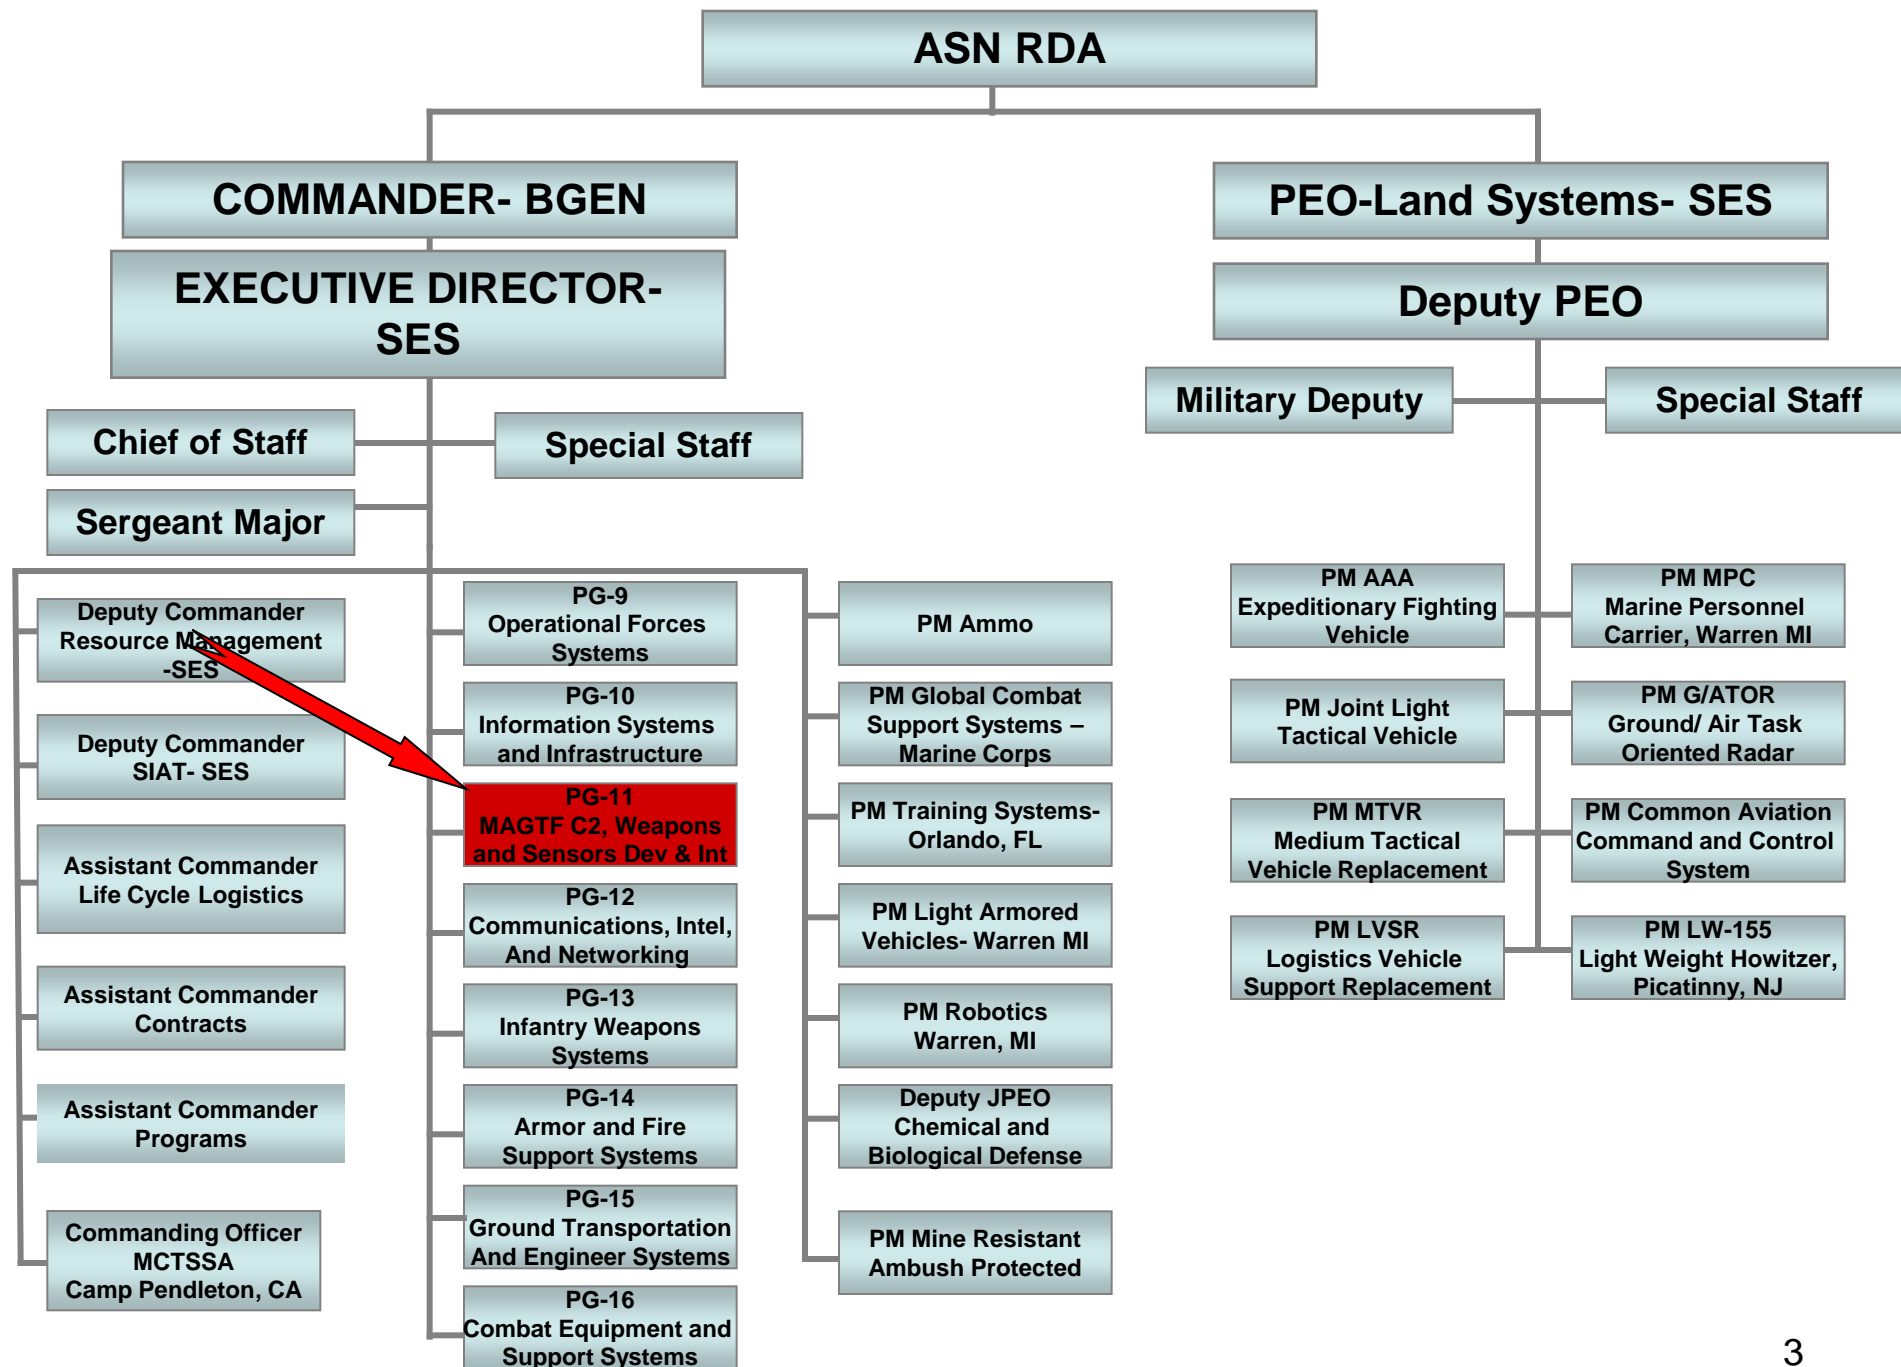 ASN RDA
COMMANDER- BGEN
EXECUTIVE DIRECTOR-
SES
Chief of Staff
Special Staff
Sergeant Major
Deputy Commander
Resource Management
-SES
Deputy Commander
SIAT- SES
Assistant Commander
Life Cycle Logistics
Assistant Commander
Contracts
Assistant Commander
Programs
Commanding Officer
MCTSSA
Camp Pendleton, CA
PG-9
Operational Forces
Systems
PG-10
Information Systems
and Infrastructure
PG-11
MAGTF C2, Weapons
and Sensors Dev & Int
PG-12
Communications, Intel,
And Networking
PG-13
Infantry Weapons
Systems
PG-14
Armor and Fire
Support Systems
PG-15
Ground Transportation
And Engineer Systems
PG-16
Combat Equipment and
Support Systems
PM Ammo
PM Global Combat
Support Systems –
Marine Corps
PM Training Systems-
Orlando, FL
PM Light Armored
Vehicles- Warren MI
PM Robotics
Warren, MI
Deputy JPEO
Chemical and
Biological Defense
PM Mine Resistant
Ambush Protected
PEO-Land Systems- SES
Deputy PEO
Military Deputy
Special Staff
PM AAA
Expeditionary Fighting
Vehicle
PM Joint Light
Tactical Vehicle
PM MTVR
Medium Tactical
Vehicle Replacement
PM LVSR
Logistics Vehicle
Support Replacement
PM MPC
Marine Personnel
Carrier, Warren MI
PM G/ATOR
Ground/ Air Task
Oriented Radar
PM Common Aviation
Command and Control
System
PM LW-155
Light Weight Howitzer,
Picatinny, NJ
3